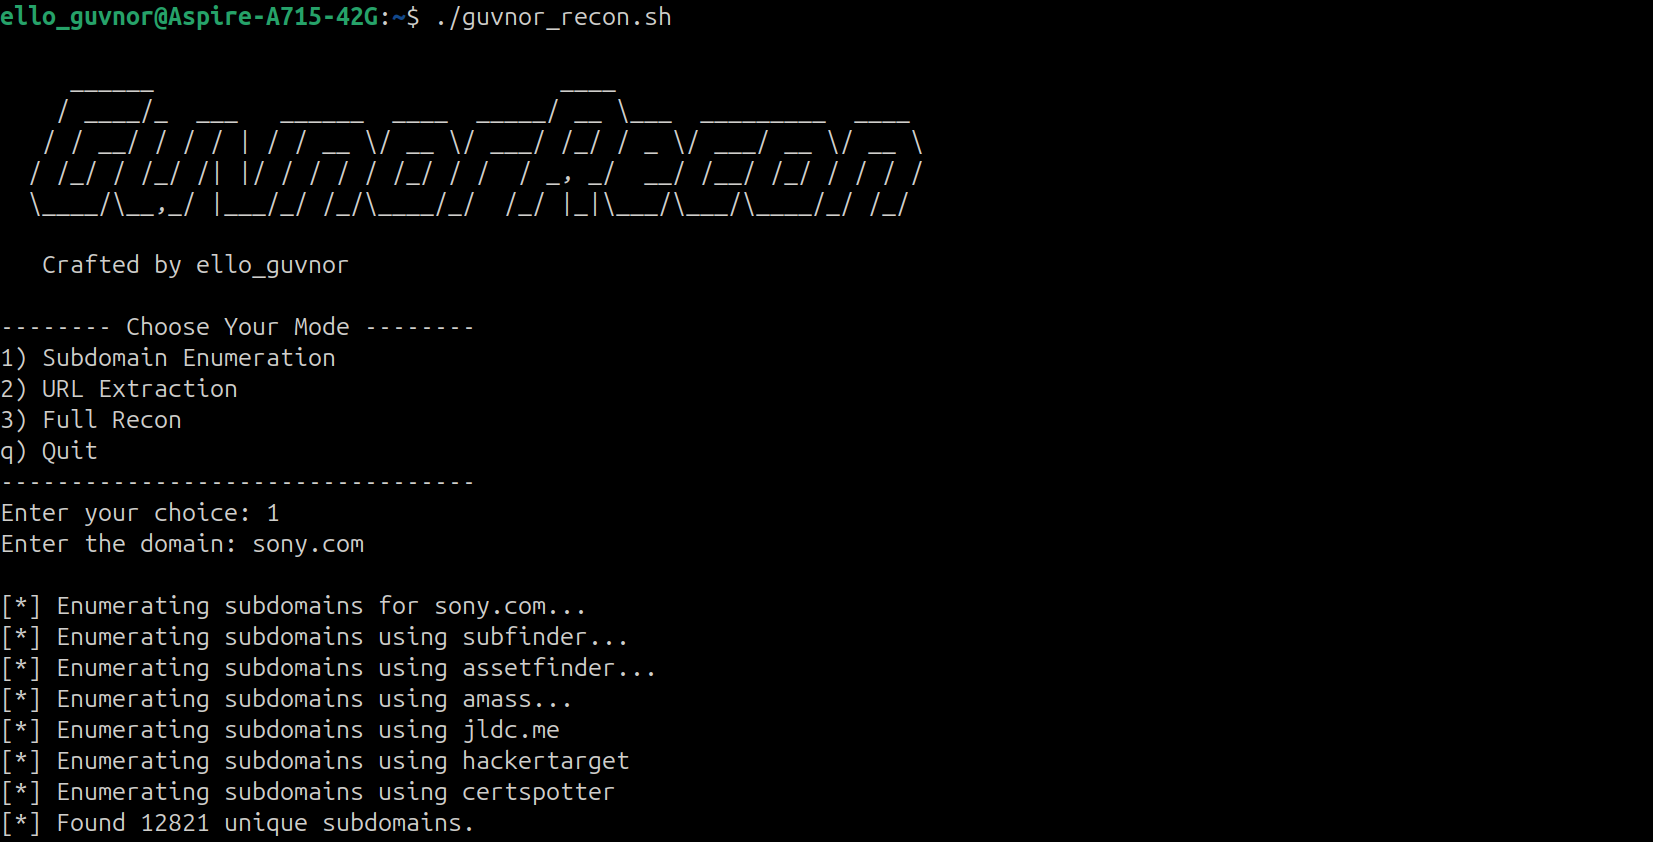 ello_guvnor@Aspire-A715-42G:~$ ./guvnor_recon.sh
GuvnorRecon
Crafted by ello_guvnor
-------- Choose Your Mode --------
1) Subdomain Enumeration
2) URL Extraction
3) Full Recon
q) Quit
----------------------------------
Enter your choice: 1
Enter the domain: sony.com
[*] Enumerating subdomains for sony.com...
[*] Enumerating subdomains using subfinder...
[*] Enumerating subdomains using assetfinder...
[*] Enumerating subdomains using amass...
[*] Enumerating subdomains using jldc.me
[*] Enumerating subdomains using hackertarget
[*] Enumerating subdomains using certspotter
[*] Found 12821 unique subdomains.